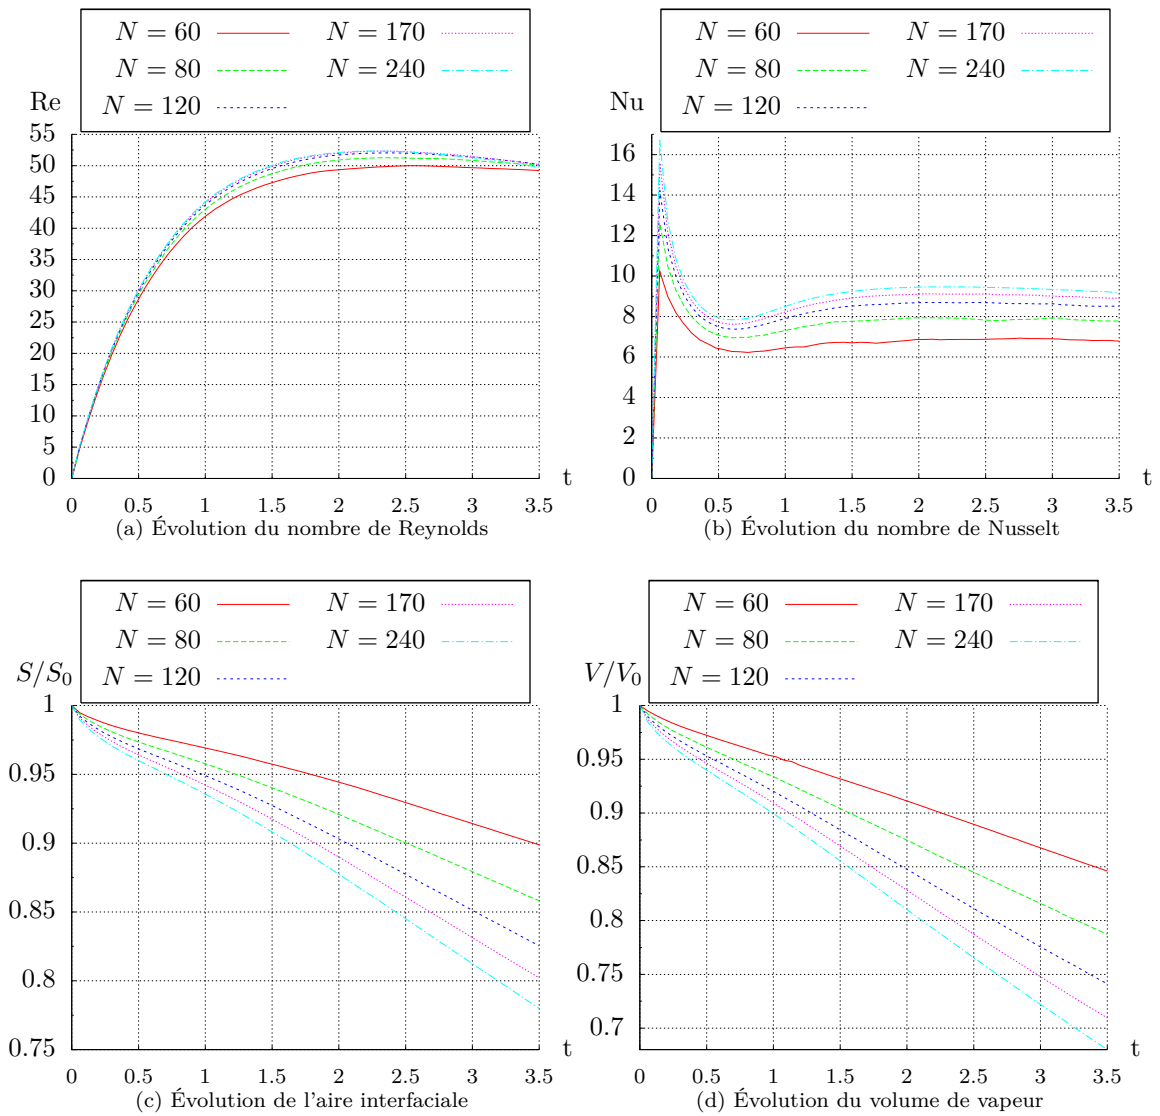 N = 60 N = 170
N = 80 N = 240
N = 120
Re
55
50
45
40
35
30
25
20
15
10
5
0
t
0 0.5 1 1.5 2 2.5 3 3.5
(a) Évolution du nombre de Reynolds
N = 60 N = 170
N = 80 N = 240
N = 120
Nu
16
14
12
10
8
6
4
2
0
t
0 0.5 1 1.5 2 2.5 3 3.5
(b) Évolution du nombre de Nusselt
N = 60 N = 170
N = 80 N = 240
N = 120
S/S₀
1
0.95
0.9
0.85
0.8
0.75
t
0 0.5 1 1.5 2 2.5 3 3.5
(c) Évolution de l'aire interfaciale
N = 60 N = 170
N = 80 N = 240
N = 120
V/V₀
1
0.95
0.9
0.85
0.8
0.75
0.7
t
0 0.5 1 1.5 2 2.5 3 3.5
(d) Évolution du volume de vapeur